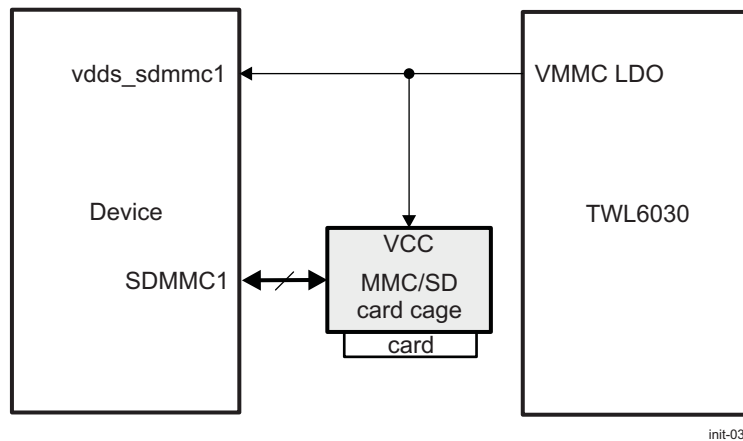 vdds_sdmmc1
VMMC LDO
Device
TWL6030
VCC
SDMMC1
MMC/SD
card cage
card
init-03